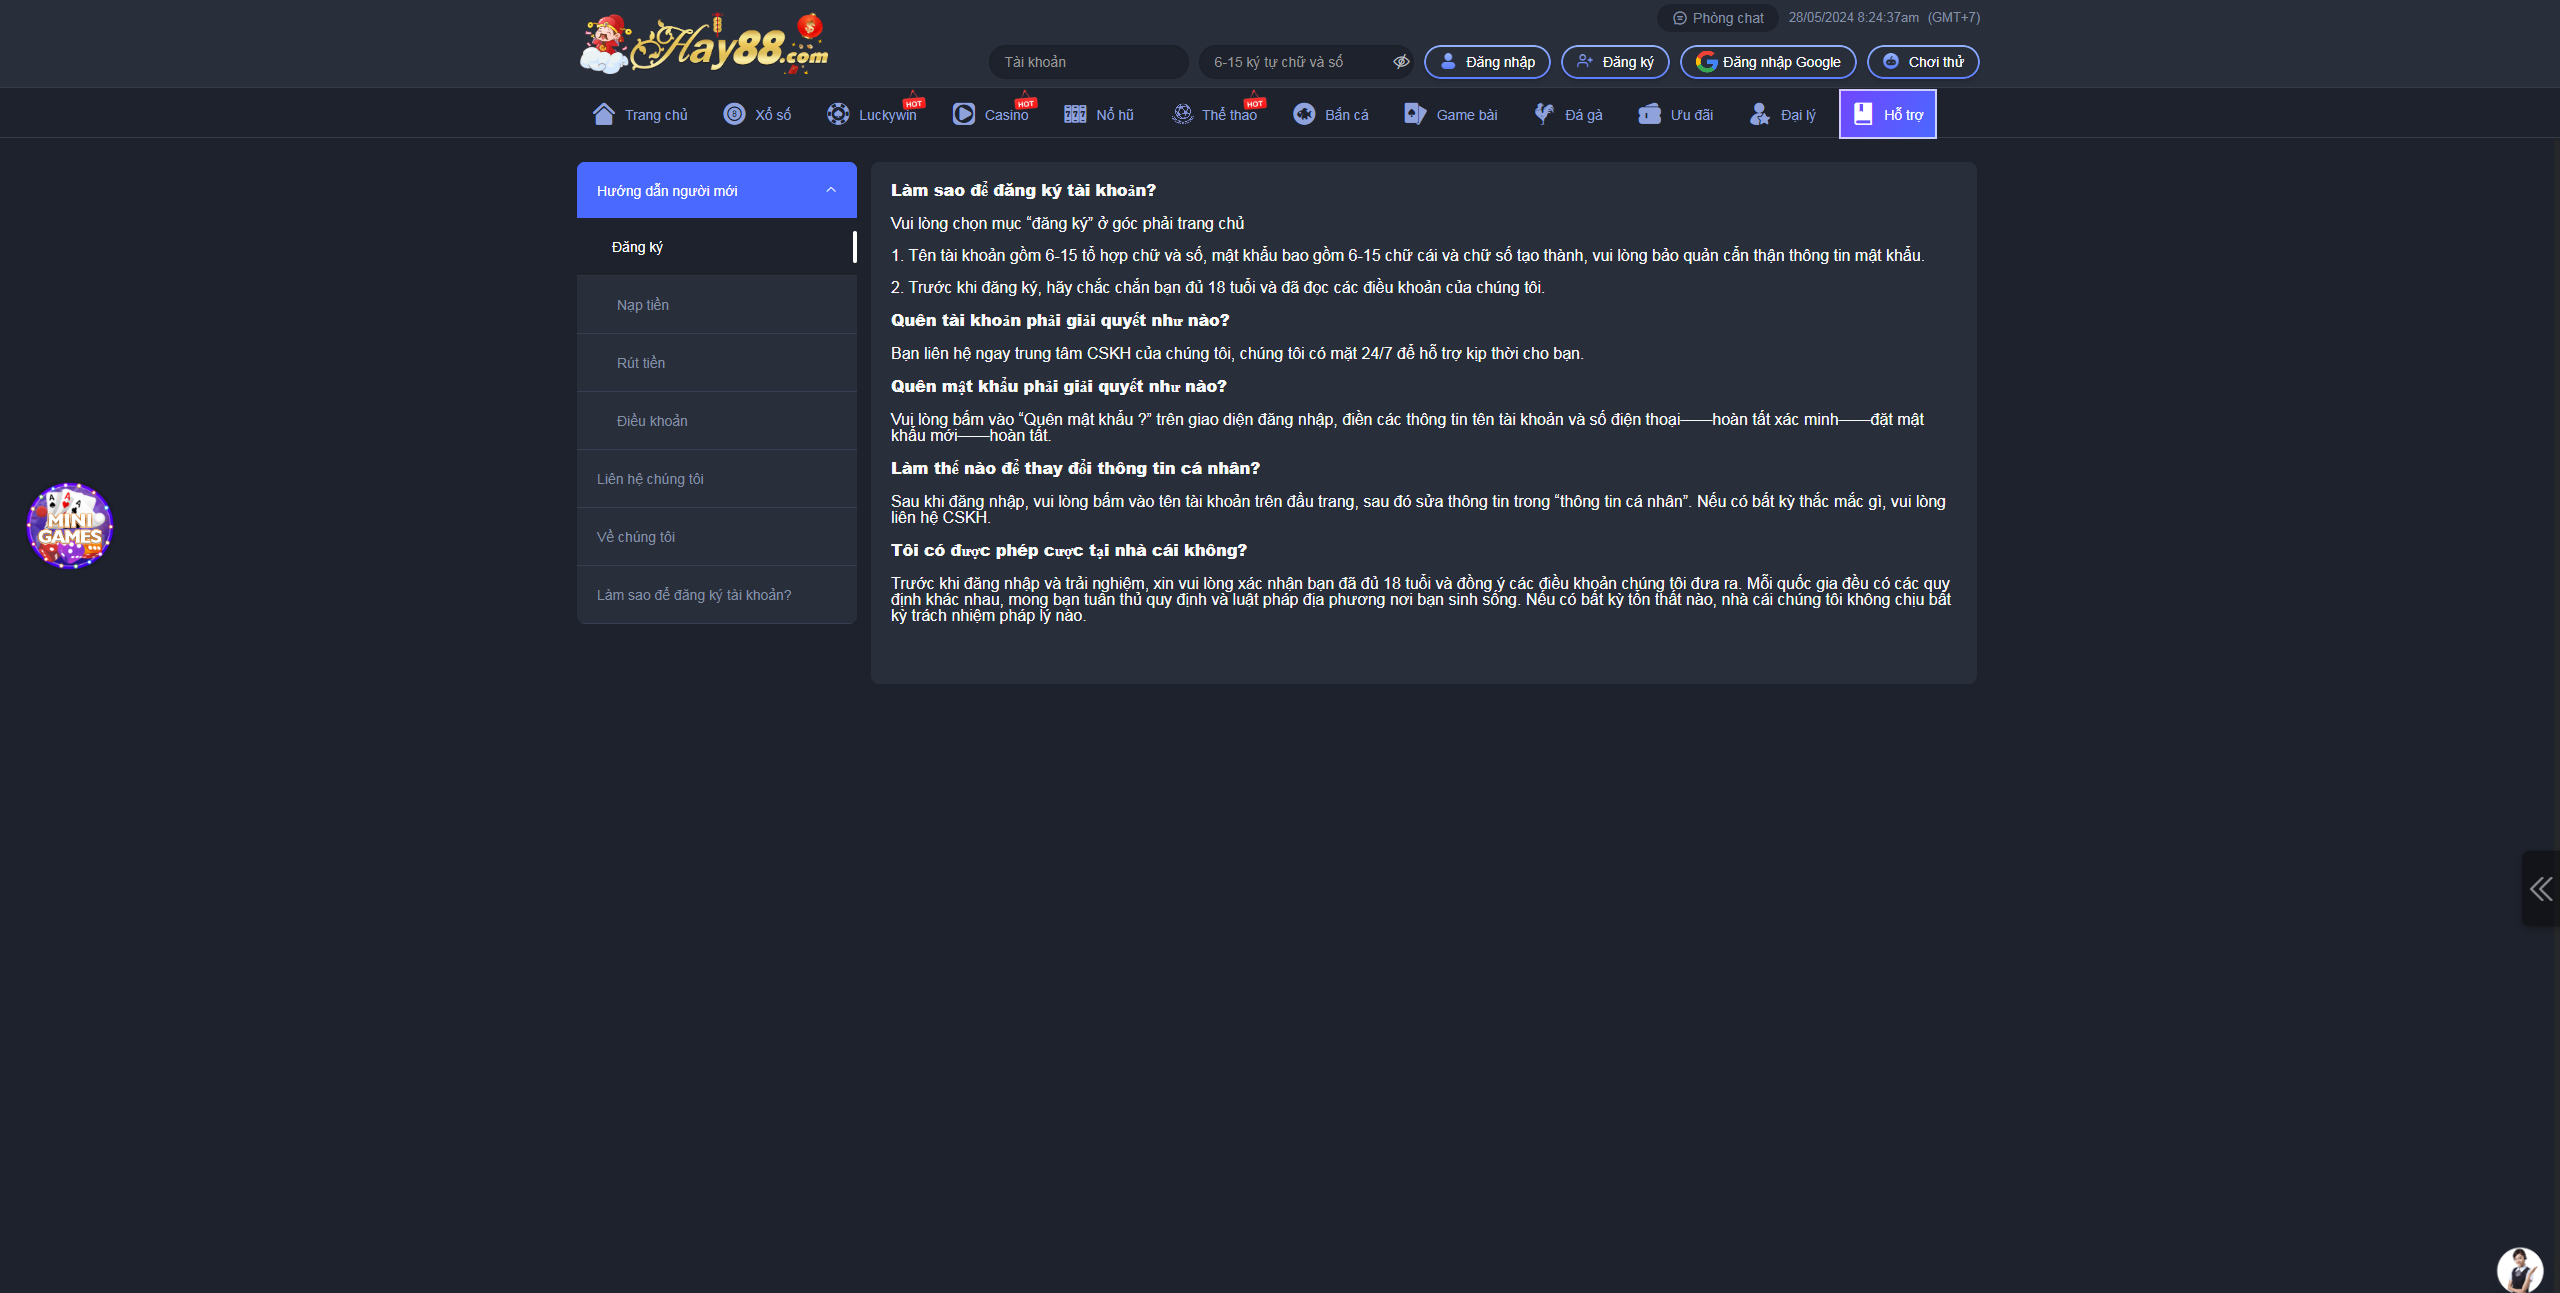 Hay88.com
Phòng chat
28/05/2024 8:24:37am (GMT+7)
Tài khoản
6-15 ký tự chữ và số
Đăng nhập
Đăng ký
Đăng nhập Google
Chơi thử
Trang chủ
Xổ số
Luckywin
HOT
Casino
HOT
Nổ hũ
Thể thao
HOT
Bắn cá
Game bài
Đá gà
Ưu đãi
Đại lý
Hỗ trợ
Hướng dẫn người mới
Đăng ký
Nạp tiền
Rút tiền
Điều khoản
Liên hệ chúng tôi
Về chúng tôi
Làm sao để đăng ký tài khoản?
Làm sao để đăng ký tài khoản?
Vui lòng chọn mục “đăng ký” ở góc phải trang chủ
1. Tên tài khoản gồm 6-15 tổ hợp chữ và số, mật khẩu bao gồm 6-15 chữ cái và chữ số tạo thành, vui lòng bảo quản cẩn thận thông tin mật khẩu.
2. Trước khi đăng ký, hãy chắc chắn bạn đủ 18 tuổi và đã đọc các điều khoản của chúng tôi.
Quên tài khoản phải giải quyết như nào?
Bạn liên hệ ngay trung tâm CSKH của chúng tôi, chúng tôi có mặt 24/7 để hỗ trợ kịp thời cho bạn.
Quên mật khẩu phải giải quyết như nào?
Vui lòng bấm vào “Quên mật khẩu ?” trên giao diện đăng nhập, điền các thông tin tên tài khoản và số điện thoại——hoàn tất xác minh——đặt mật
khẩu mới——hoàn tất.
Làm thế nào để thay đổi thông tin cá nhân?
Sau khi đăng nhập, vui lòng bấm vào tên tài khoản trên đầu trang, sau đó sửa thông tin trong “thông tin cá nhân”. Nếu có bất kỳ thắc mắc gì, vui lòng
liên hệ CSKH.
Tôi có được phép cược tại nhà cái không?
Trước khi đăng nhập và trải nghiệm, xin vui lòng xác nhận bạn đã đủ 18 tuổi và đồng ý các điều khoản chúng tôi đưa ra. Mỗi quốc gia đều có các quy
định khác nhau, mong bạn tuân thủ quy định và luật pháp địa phương nơi bạn sinh sống. Nếu có bất kỳ tổn thất nào, nhà cái chúng tôi không chịu bất
kỳ trách nhiệm pháp lý nào.
MINI
GAMES